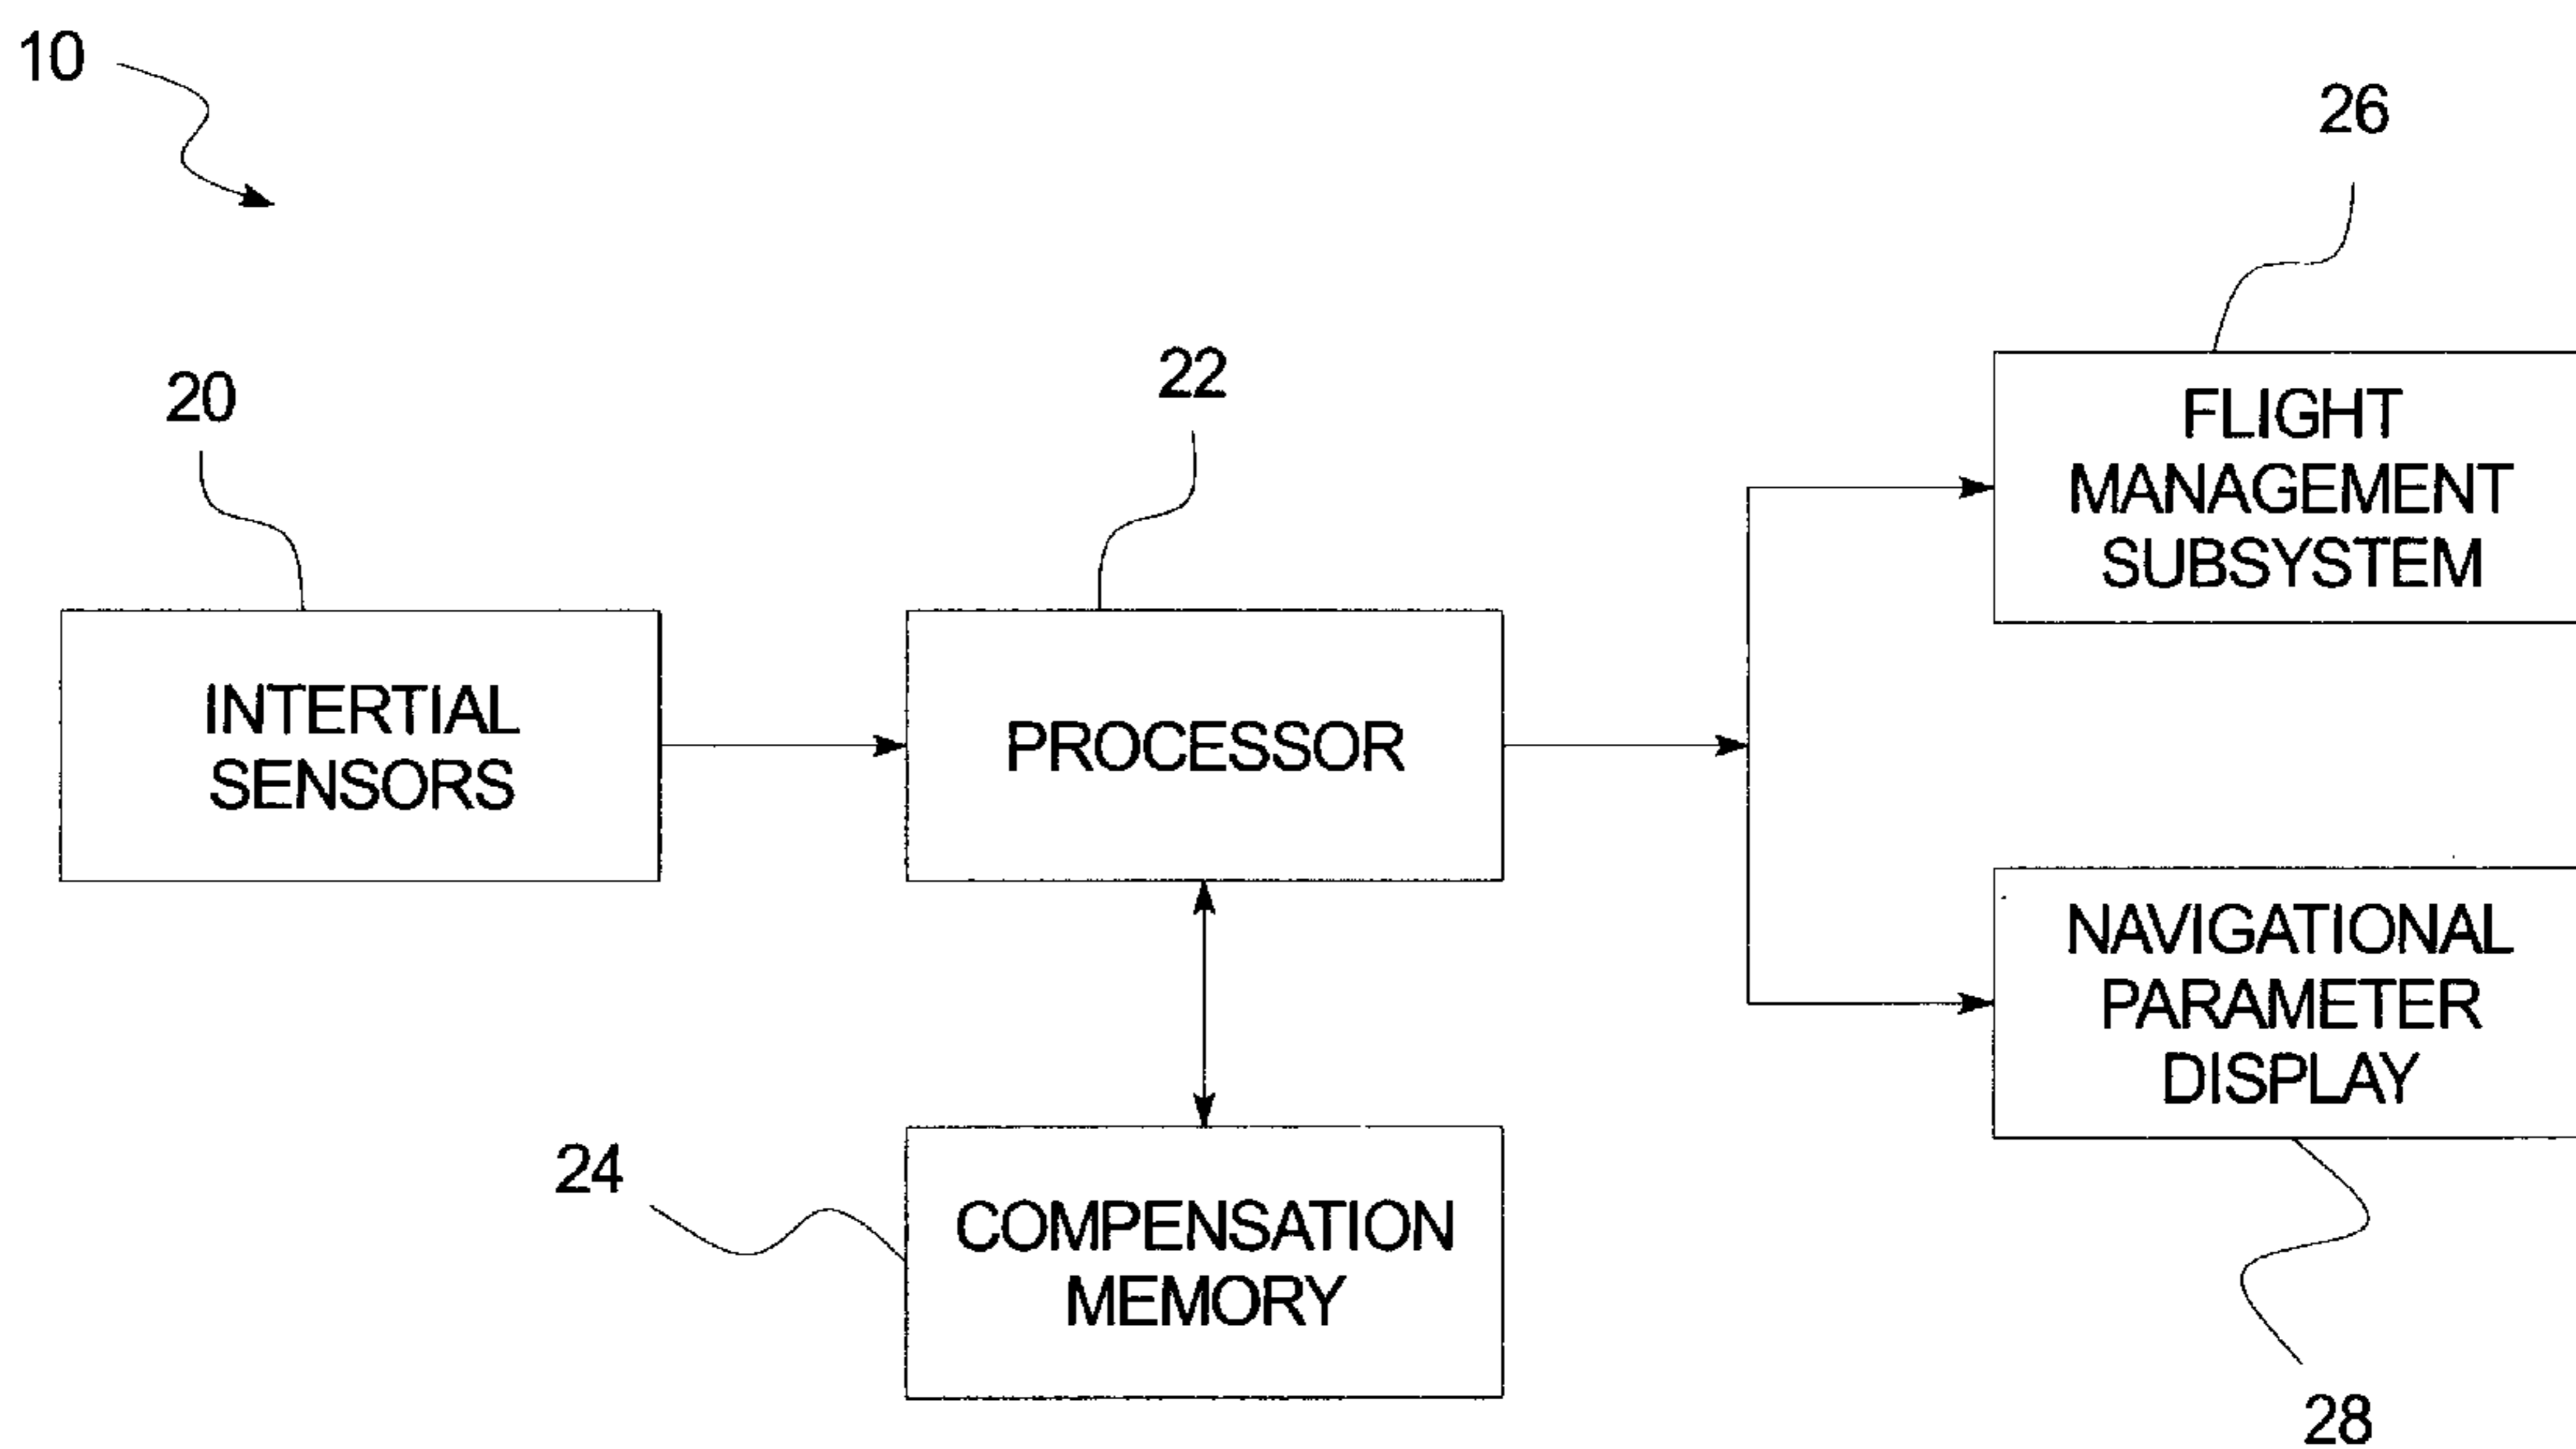 10
26
22
20
FLIGHT
MANAGEMENT
SUBSYSTEM
INTERTIAL
SENSORS
PROCESSOR
NAVIGATIONAL
PARAMETER
DISPLAY
24
COMPENSATION
MEMORY
28